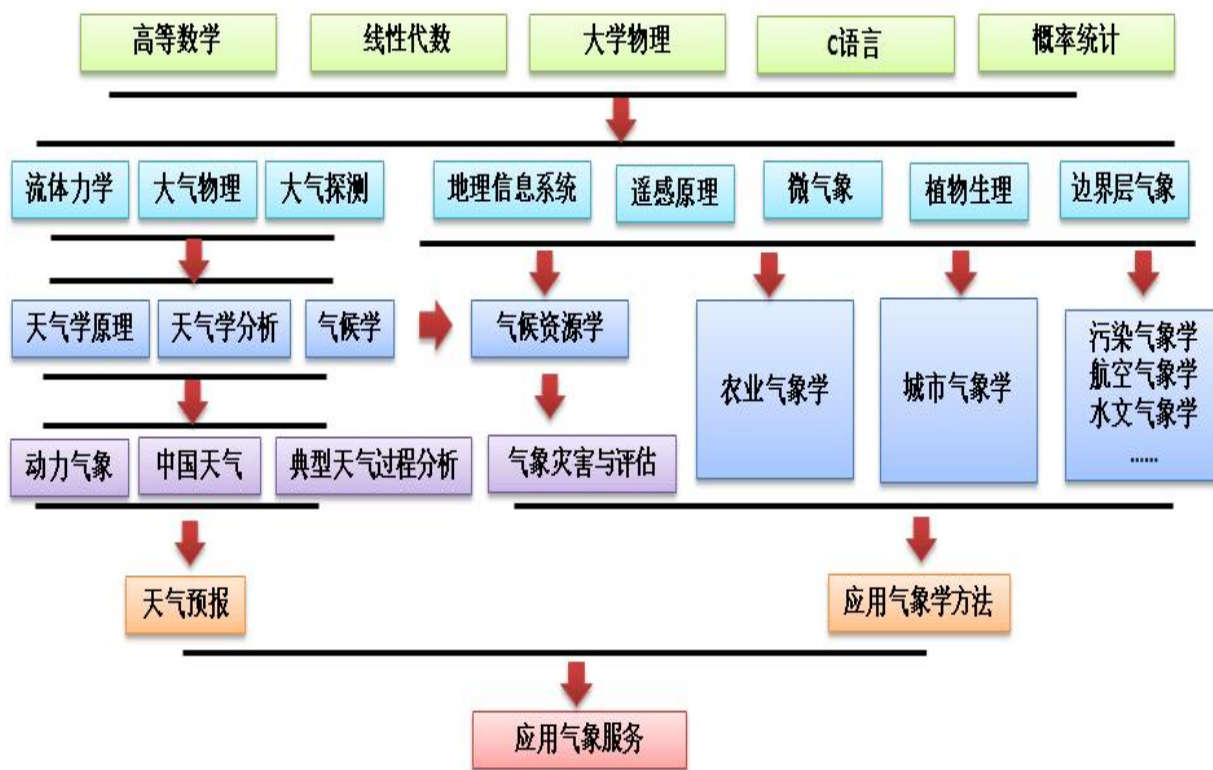 高等数学
线性代数
大学物理
C语言
概率统计
流体力学
大气物理
大气探测
地理信息系统
遥感原理
微气象
植物生理
边界层气象
天气学原理
天气学分析
气候学
气候资源学
农业气象学
城市气象学
污染气象学
航空气象学
水文气象学
......
动力气象
中国天气
典型天气过程分析
气象灾害与评估
天气预报
应用气象学方法
应用气象服务